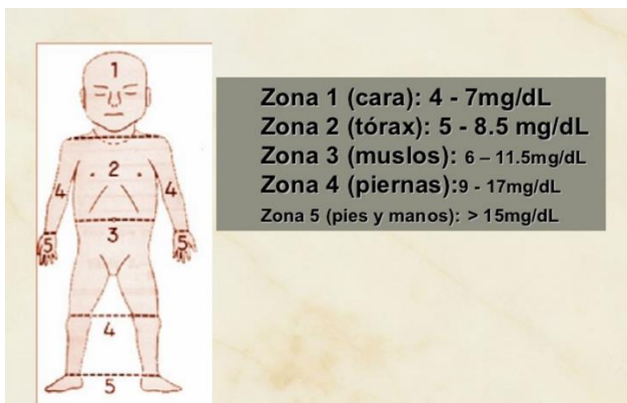 1
2
4
4
3
5
5
4
5
Zona 1 (cara): 4 - 7mg/dL
Zona 2 (tórax): 5 - 8.5 mg/dL
Zona 3 (muslos): 6 – 11.5mg/dL
Zona 4 (piernas):9 - 17mg/dL
Zona 5 (pies y manos): > 15mg/dL